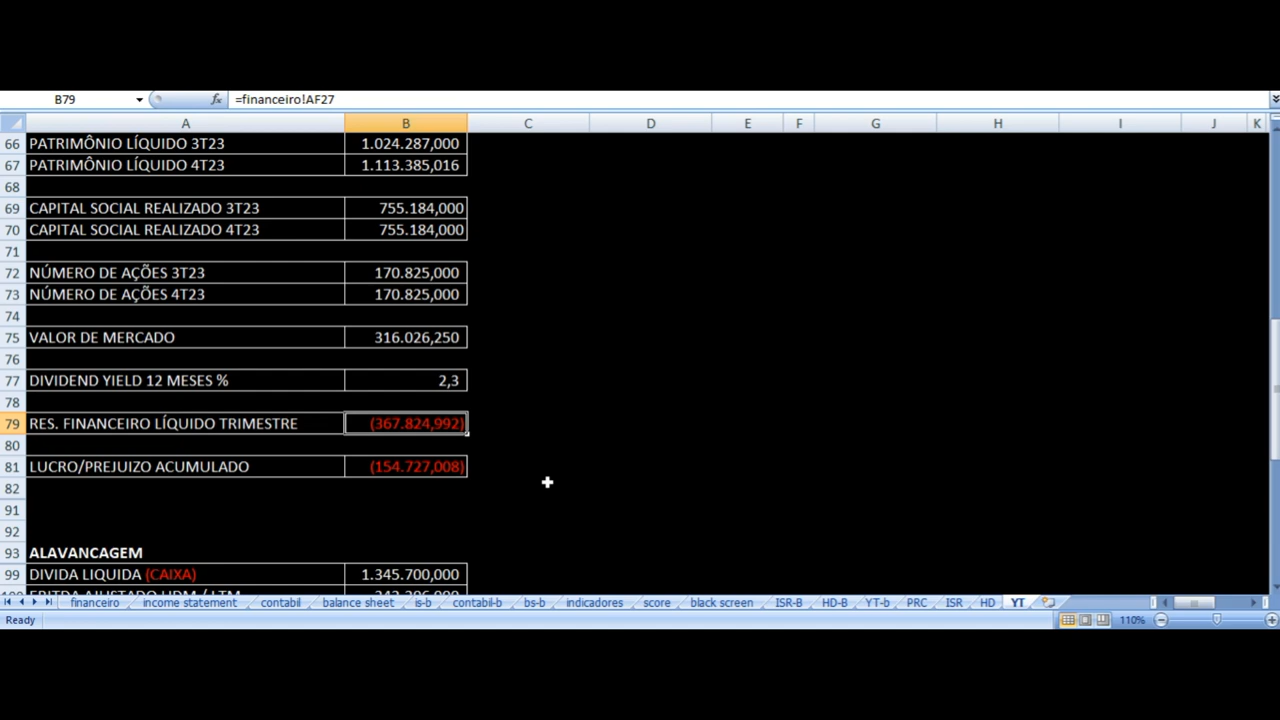 B79 fx =financeiro!AF27
A B C D E F G H I J K
66 PATRIMÔNIO LÍQUIDO 3T23 1.024.287,000
67 PATRIMÔNIO LÍQUIDO 4T23 1.113.385,016
68
69 CAPITAL SOCIAL REALIZADO 3T23 755.184,000
70 CAPITAL SOCIAL REALIZADO 4T23 755.184,000
71
72 NÚMERO DE AÇÕES 3T23 170.825,000
73 NÚMERO DE AÇÕES 4T23 170.825,000
74
75 VALOR DE MERCADO 316.026,250
76
77 DIVIDEND YIELD 12 MESES % 2,3
78
79 RES. FINANCEIRO LÍQUIDO TRIMESTRE (367.824,992)
80
81 LUCRO/PREJUIZO ACUMULADO (154.727,008)
82
91
92
93 ALAVANCAGEM
99 DIVIDA LIQUIDA (CAIXA) 1.345.700,000
financeiro income statement contabil balance sheet is-b contabil-b bs-b indicadores score black screen ISR-B HD-B YT-b PRC ISR HD YT
Ready 110%